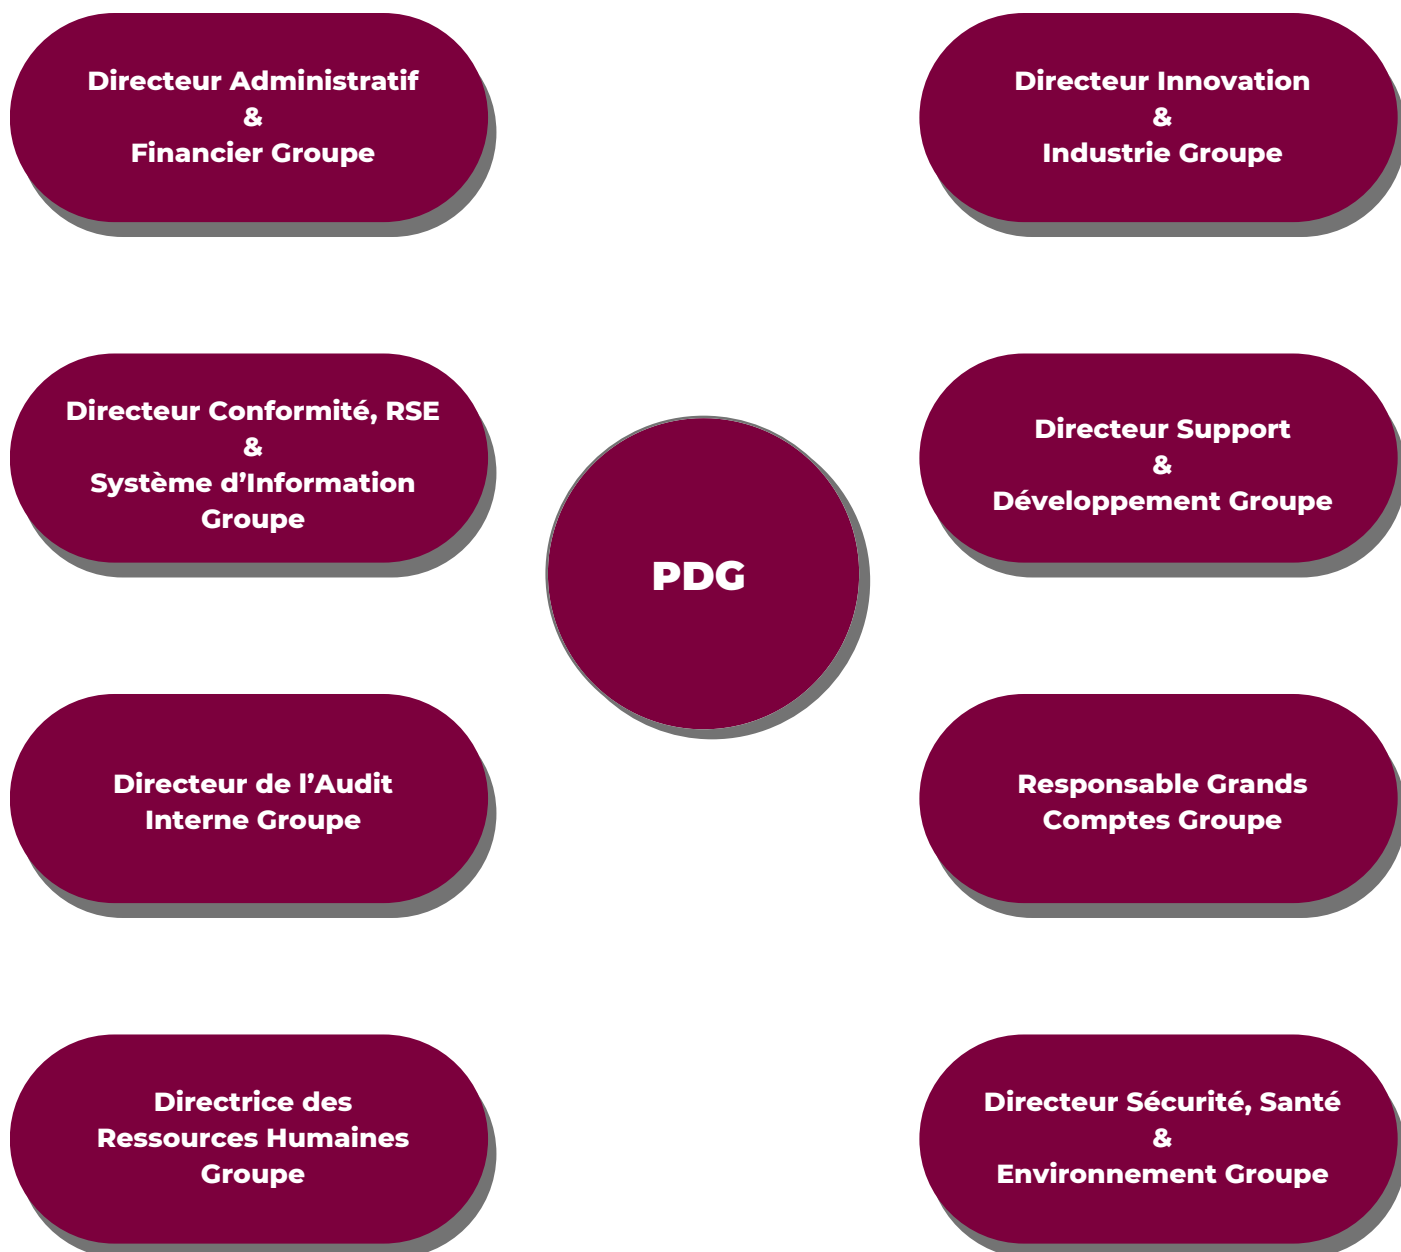 Directeur Administratif
&
Financier Groupe
Directeur Innovation
&
Industrie Groupe
Directeur Conformité, RSE
&
Système d’Information
Groupe
Directeur Support
&
Développement Groupe
PDG
Directeur de l’Audit
Interne Groupe
Responsable Grands
Comptes Groupe
Directrice des
Ressources Humaines
Groupe
Directeur Sécurité, Santé
&
Environnement Groupe